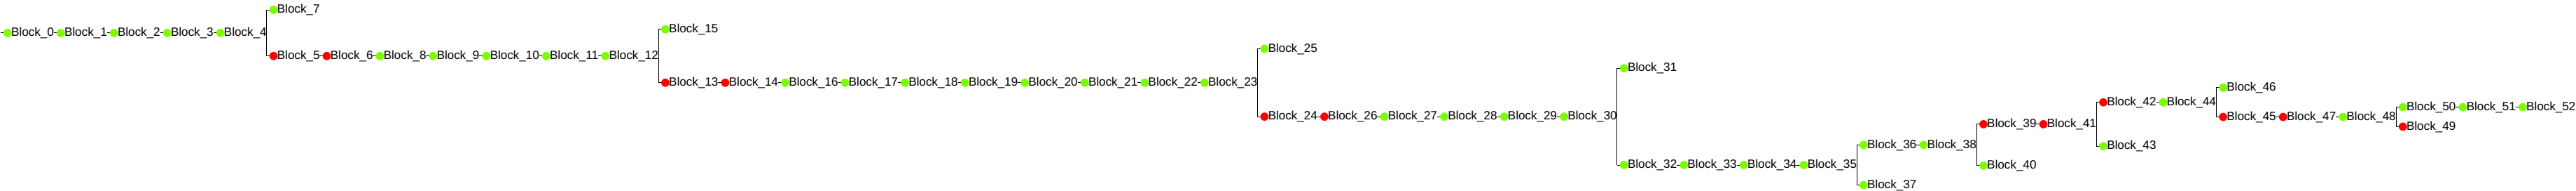 Block_7
Block_0 Block_1 Block_2 Block_3 Block_4
Block_15
Block_5 Block_6 Block_8 Block_9 Block_10 Block_11 Block_12
Block_25
Block_31
Block_13 Block_14 Block_16 Block_17 Block_18 Block_19 Block_20 Block_21 Block_22 Block_23
Block_46
Block_42 Block_44
Block_50 Block_51 Block_52
Block_24 Block_26 Block_27 Block_28 Block_29 Block_30
Block_45 Block_47 Block_48
Block_39 Block_41
Block_49
Block_36 Block_38
Block_43
Block_32 Block_33 Block_34 Block_35
Block_40
Block_37